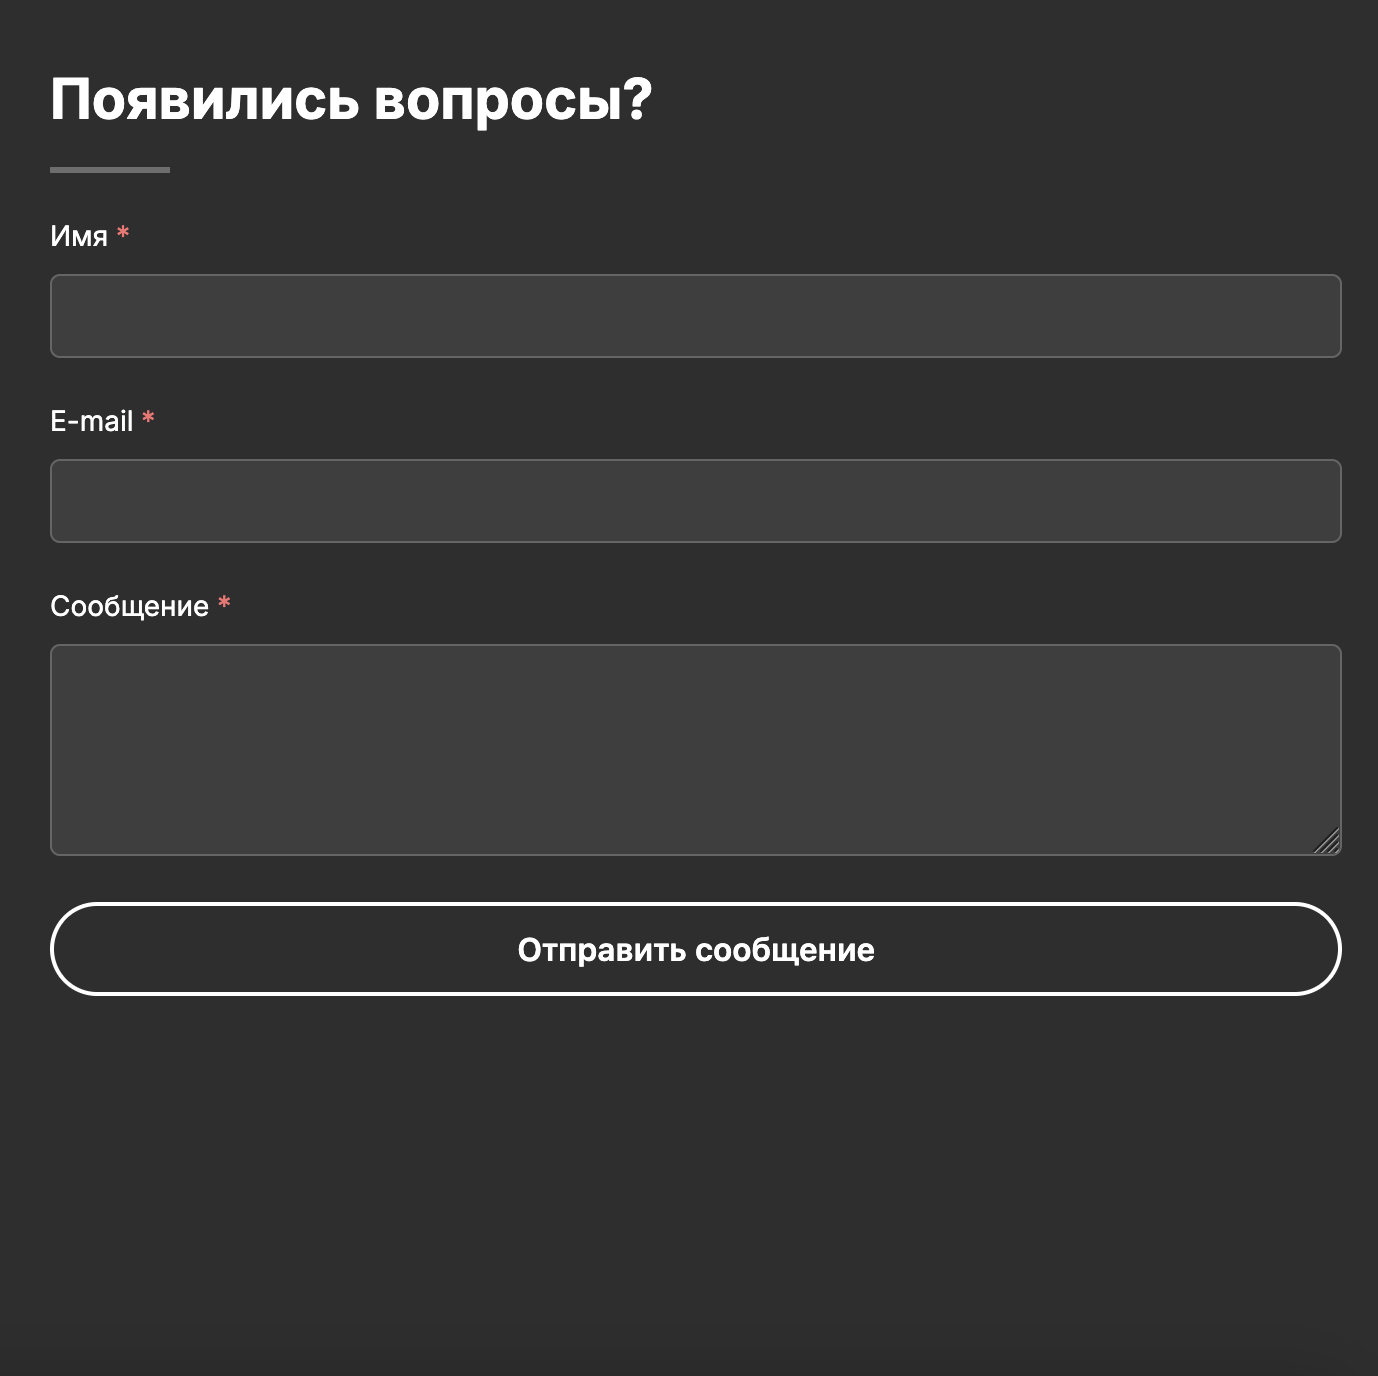 Появились вопросы?
Имя *
E-mail *
Сообщение *
Отправить сообщение